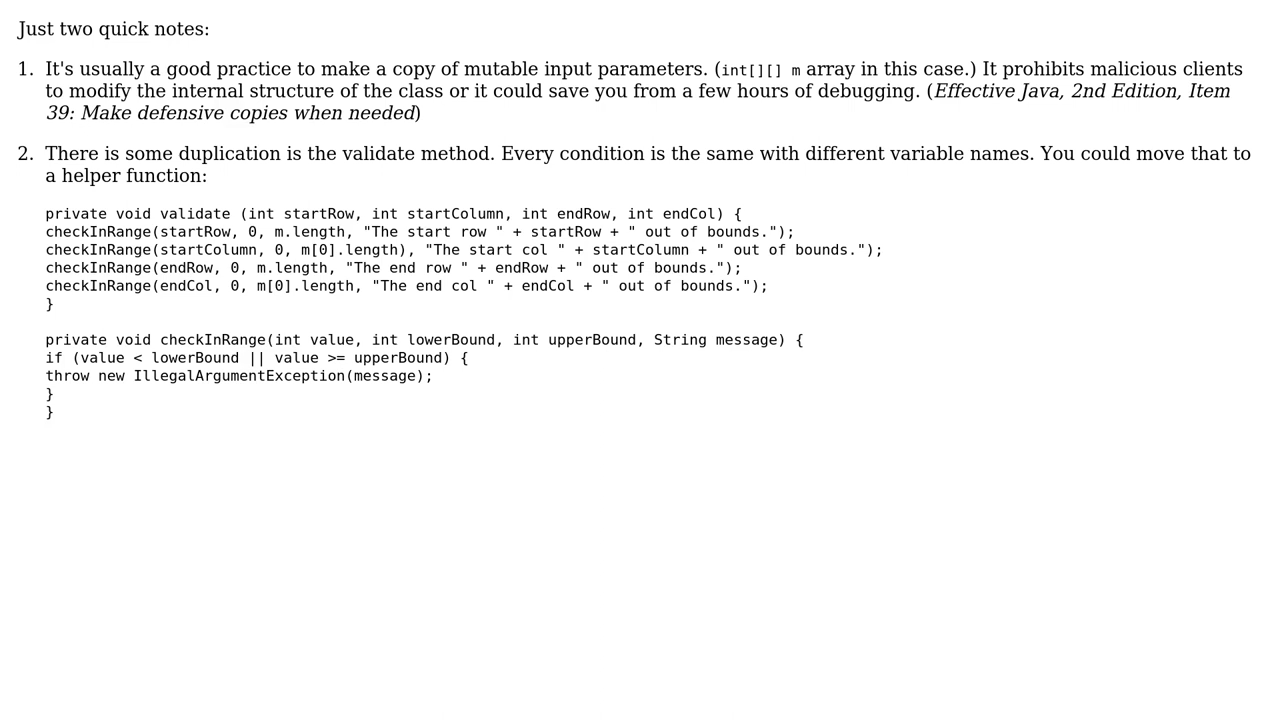 Just two quick notes:
1. It's usually a good practice to make a copy of mutable input parameters. (int[][] m array in this case.) It prohibits malicious clients
to modify the internal structure of the class or it could save you from a few hours of debugging. (Effective Java, 2nd Edition, Item
39: Make defensive copies when needed)
2. There is some duplication is the validate method. Every condition is the same with different variable names. You could move that to
a helper function:
private void validate (int startRow, int startColumn, int endRow, int endCol) {
checkInRange(startRow, 0, m.length, "The start row " + startRow + " out of bounds.");
checkInRange(startColumn, 0, m[0].length), "The start col " + startColumn + " out of bounds.");
checkInRange(endRow, 0, m.length, "The end row " + endRow + " out of bounds.");
checkInRange(endCol, 0, m[0].length, "The end col " + endCol + " out of bounds.");
}
private void checkInRange(int value, int lowerBound, int upperBound, String message) {
if (value < lowerBound || value >= upperBound) {
throw new IllegalArgumentException(message);
}
}